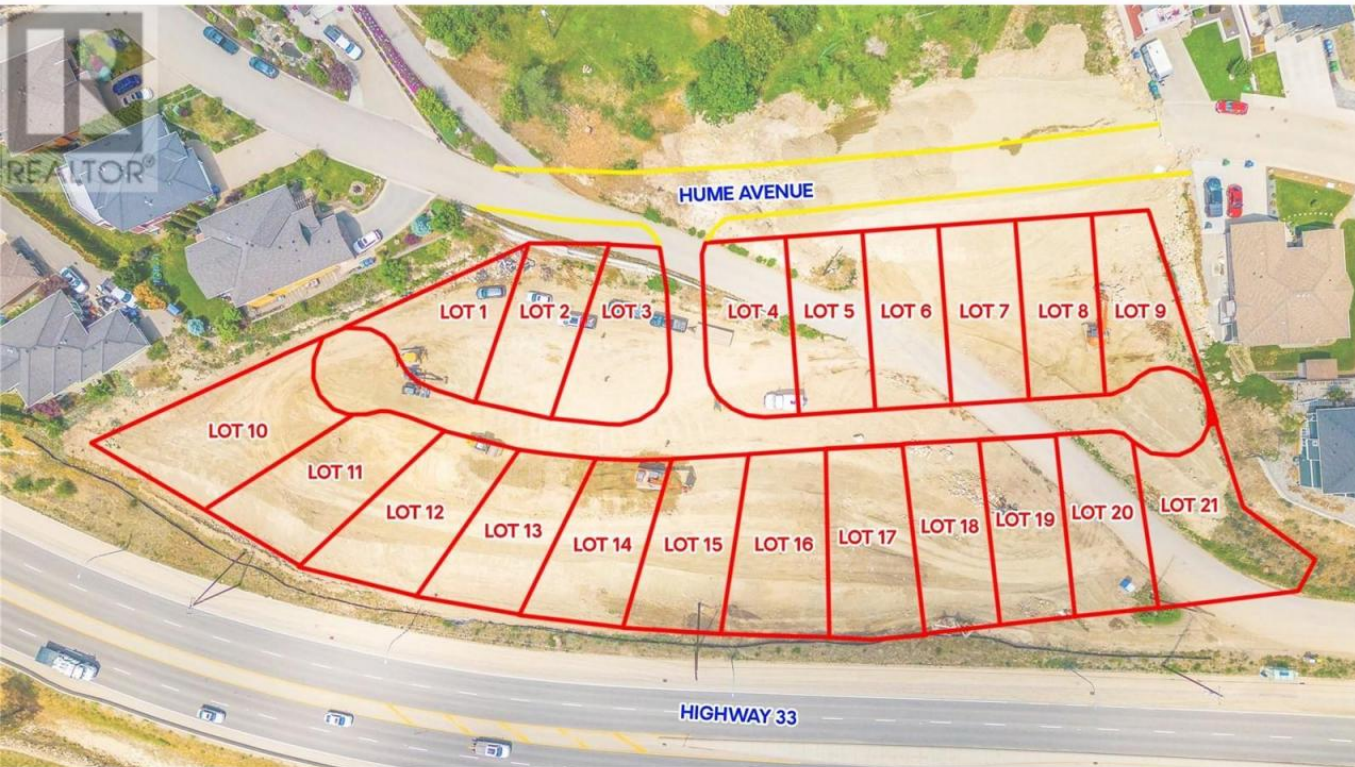 REALTOR®
HUME AVENUE
LOT 1
LOT 2
LOT 3
LOT 4
LOT 5
LOT 6
LOT 7
LOT 8
LOT 9
LOT 10
LOT 11
LOT 12
LOT 13
LOT 14
LOT 15
LOT 16
LOT 17
LOT 18
LOT 19
LOT 20
LOT 21
HIGHWAY 33